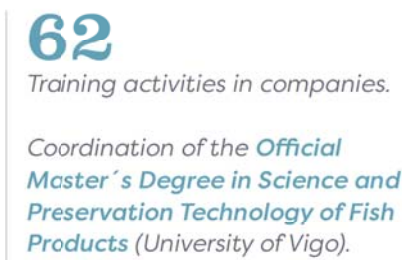 62
Training activities in companies.
Coordination of the Official
Master´s Degree in Science and
Preservation Technology of Fish
Products (University of Vigo).